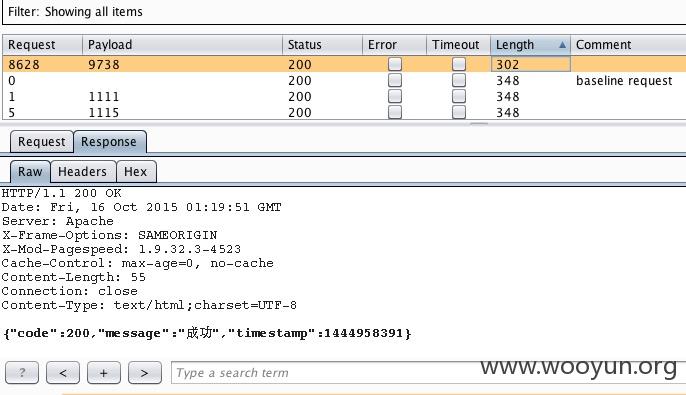 Filter: Showing all items
Request Payload Status Error Timeout Length ▲ Comment
8628 9738 200 302
0 200 348 baseline request
1 1111 200 348
5 1115 200 348
Request Response
Raw Headers Hex
HTTP/1.1 200 OK
Date: Fri, 16 Oct 2015 01:19:51 GMT
Server: Apache
X-Frame-Options: SAMEORIGIN
X-Mod-Pagespeed: 1.9.32.3-4523
Cache-Control: max-age=0, no-cache
Content-Length: 55
Connection: close
Content-Type: text/html;charset=UTF-8
{"code":200,"message":"成功","timestamp":1444958391}
? < + > Type a search term
www.wooyun.org